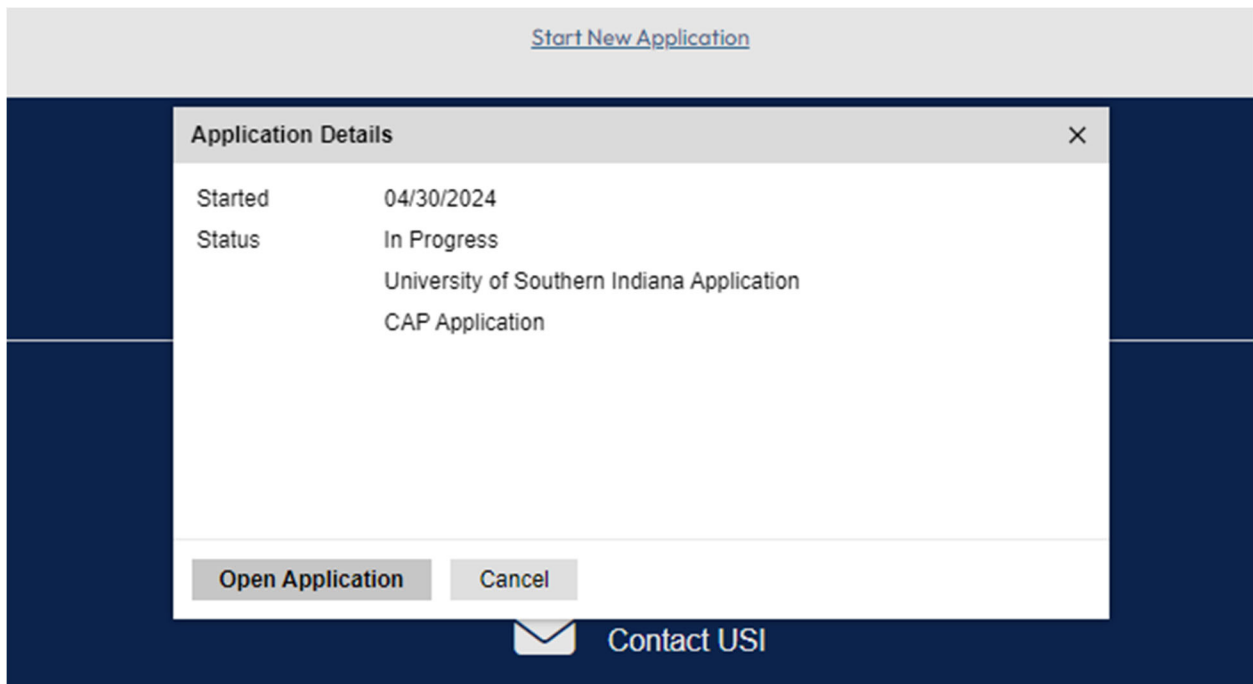 Start New Application
Application Details
Started 04/30/2024
Status In Progress
University of Southern Indiana Application
CAP Application
Open Application Cancel
Contact USI